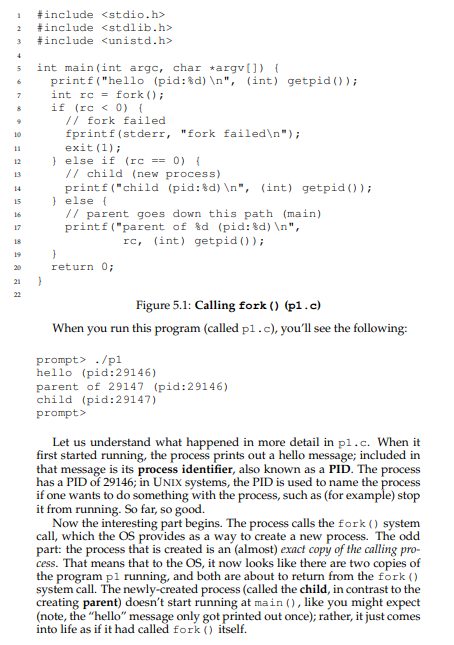 1 #include <stdio.h>
2 #include <stdlib.h>
3 #include <unistd.h>
4
5 int main(int argc, char *argv[]) {
6 printf("hello (pid:%d)\n", (int) getpid());
7 int rc = fork();
8 if (rc < 0) {
9 // fork failed
10 fprintf(stderr, "fork failed\n");
11 exit(1);
12 } else if (rc == 0) {
13 // child (new process)
14 printf("child (pid:%d)\n", (int) getpid());
15 } else {
16 // parent goes down this path (main)
17 printf("parent of %d (pid:%d)\n",
18 rc, (int) getpid());
19 }
20 return 0;
21 }
22
Figure 5.1: Calling fork() (p1.c)
When you run this program (called p1.c), you'll see the following:
prompt> ./p1
hello (pid:29146)
parent of 29147 (pid:29146)
child (pid:29147)
prompt>
Let us understand what happened in more detail in p1.c. When it
first started running, the process prints out a hello message; included in
that message is its process identifier, also known as a PID. The process
has a PID of 29146; in UNIX systems, the PID is used to name the process
if one wants to do something with the process, such as (for example) stop
it from running. So far, so good.
Now the interesting part begins. The process calls the fork() system
call, which the OS provides as a way to create a new process. The odd
part: the process that is created is an (almost) exact copy of the calling pro-
cess. That means that to the OS, it now looks like there are two copies of
the program p1 running, and both are about to return from the fork()
system call. The newly-created process (called the child, in contrast to the
creating parent) doesn't start running at main(), like you might expect
(note, the "hello" message only got printed out once); rather, it just comes
into life as if it had called fork() itself.